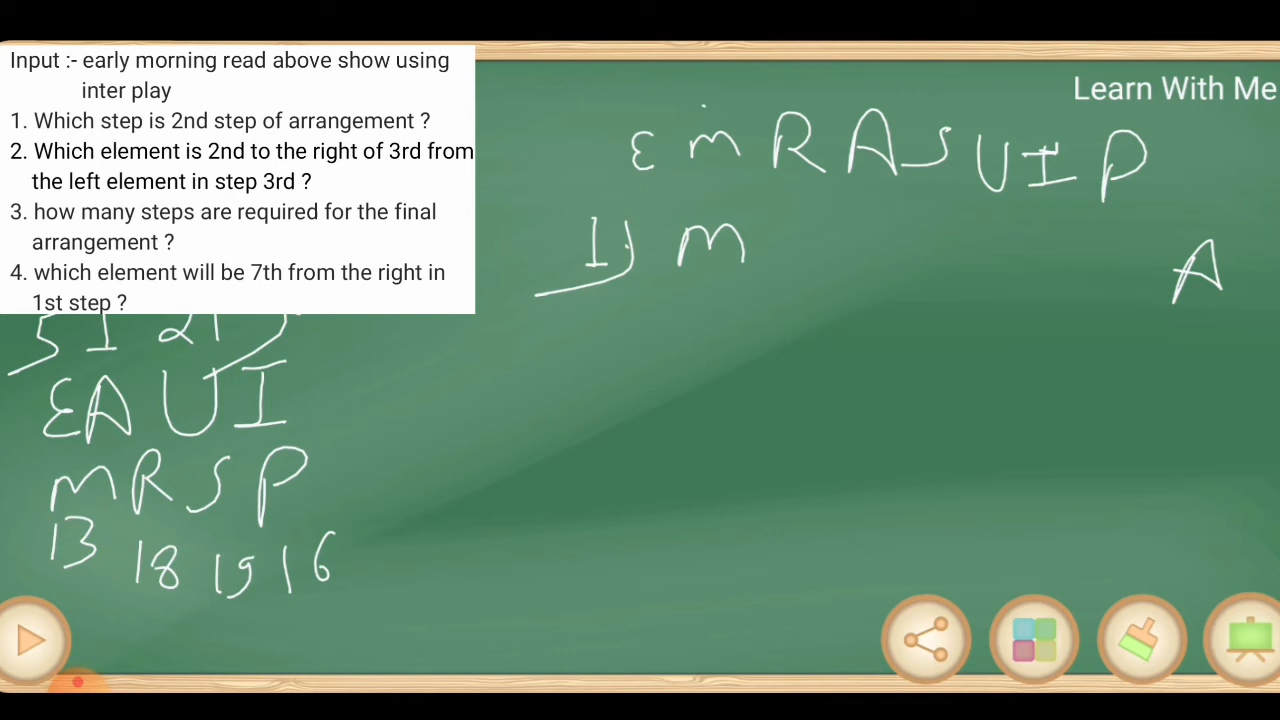 Input :- early morning read above show using
inter play
1. Which step is 2nd step of arrangement ?
2. Which element is 2nd to the right of 3rd from
the left element in step 3rd ?
3. how many steps are required for the final
arrangement ?
4. which element will be 7th from the right in
1st step ?
Learn With Me
E m R A S U I P
1) m A
5 1 21
E A U I
m R S P
13 18 19 16